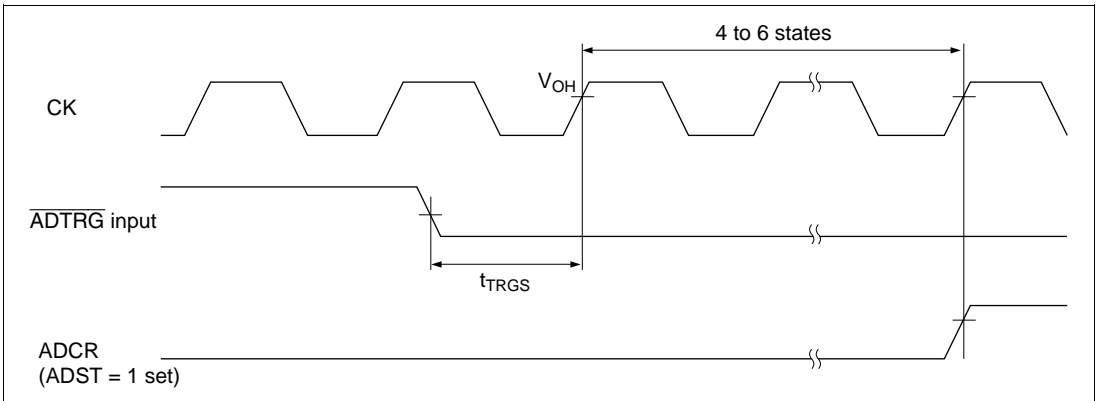 4 to 6 states
VOH
CK
ADTRG input
tTRGS
ADCR
(ADST = 1 set)